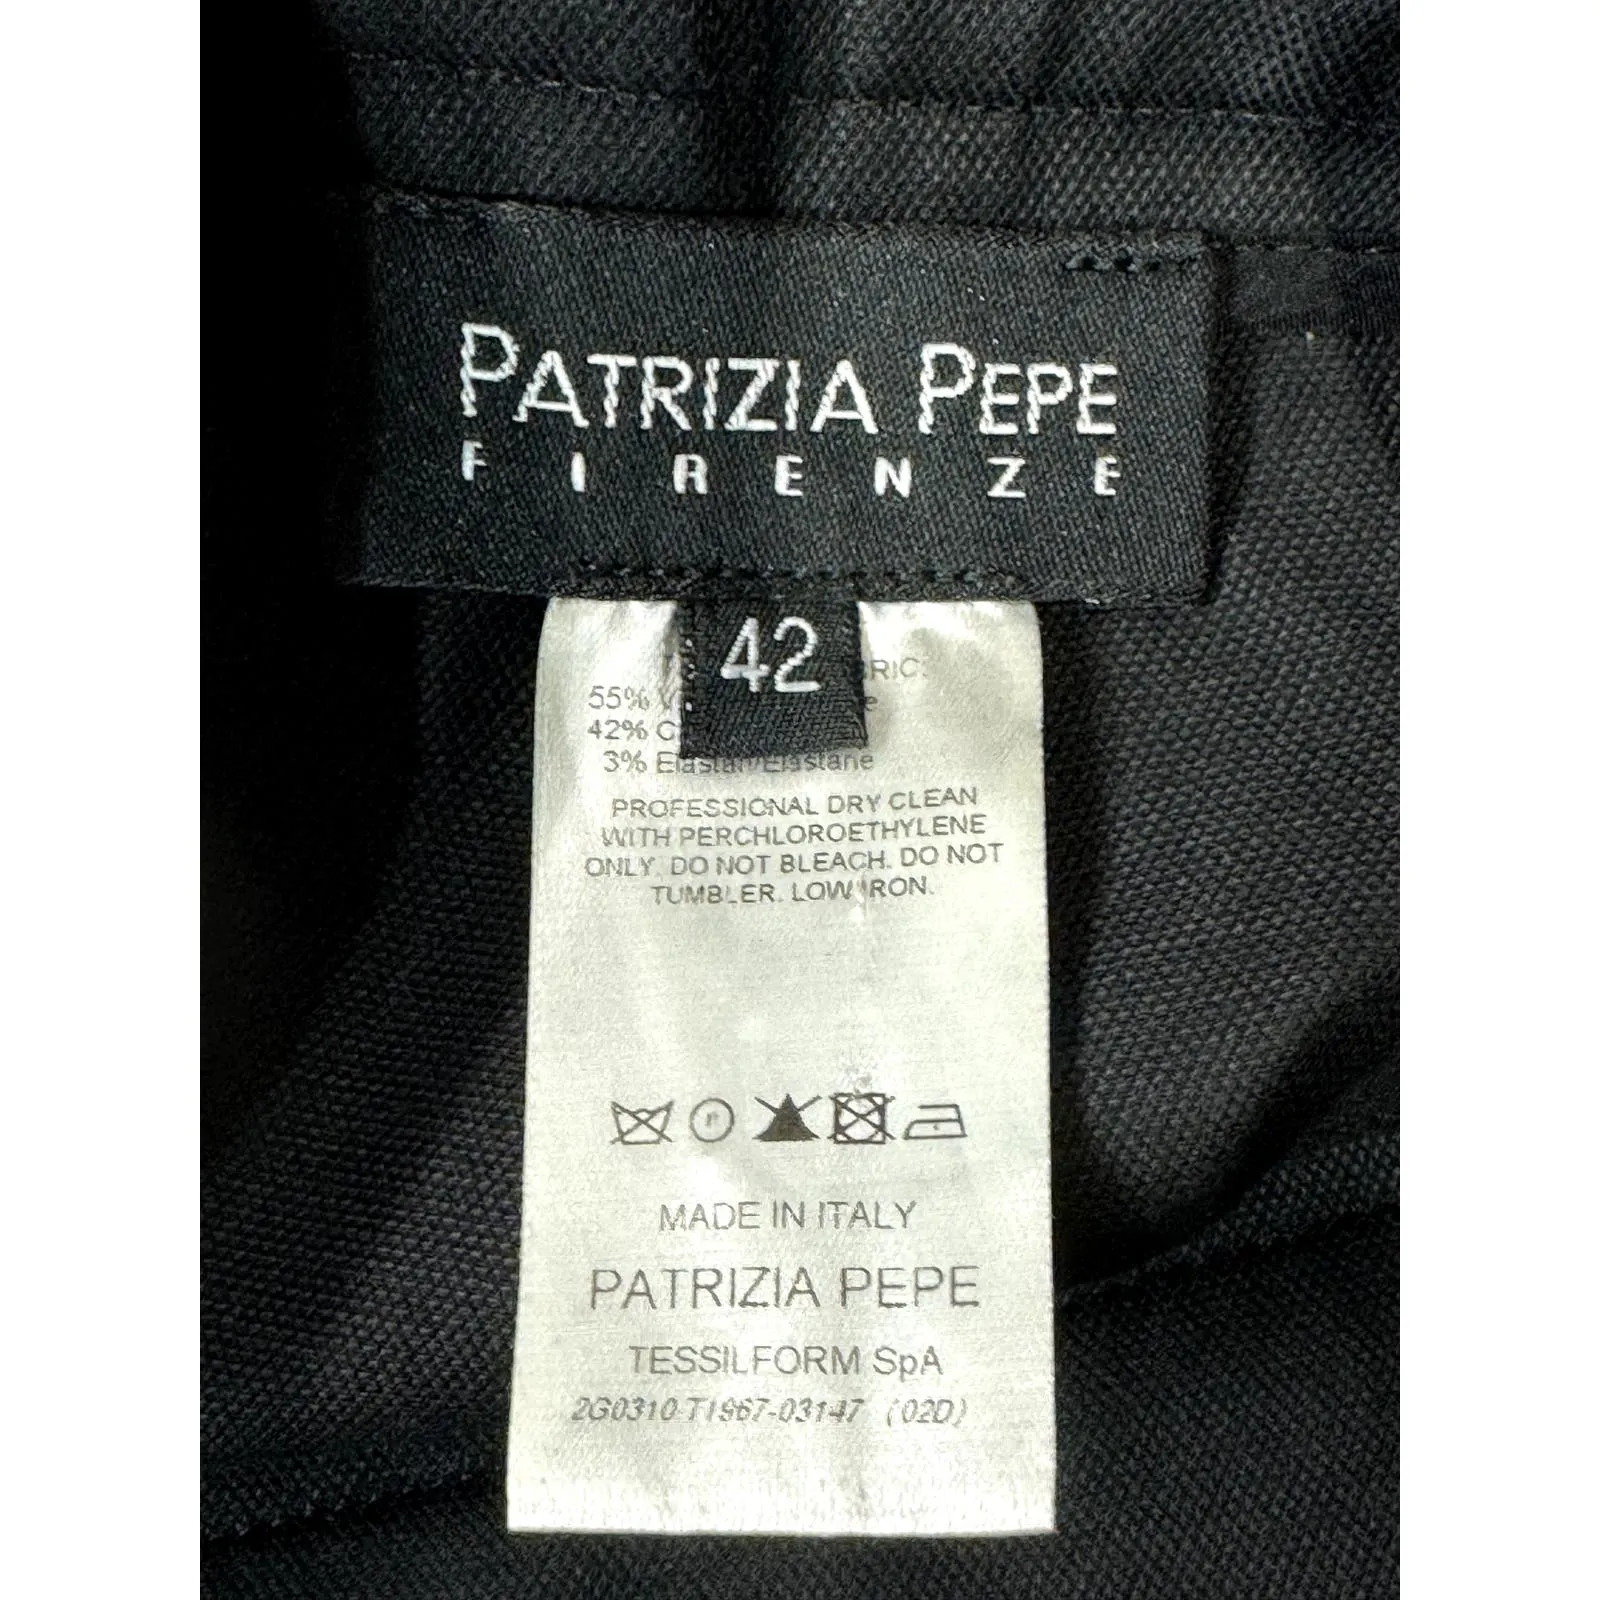 PATRIZIA PEPE
FIRENZE
42
55%
42%
3% Elastan/Elastane
PROFESSIONAL DRY CLEAN
WITH PERCHLOROETHYLENE
ONLY. DO NOT BLEACH. DO NOT
TUMBLER. LOW IRON.
MADE IN ITALY
PATRIZIA PEPE
TESSILFORM SpA
2G0310 T1967-03147 (02D)